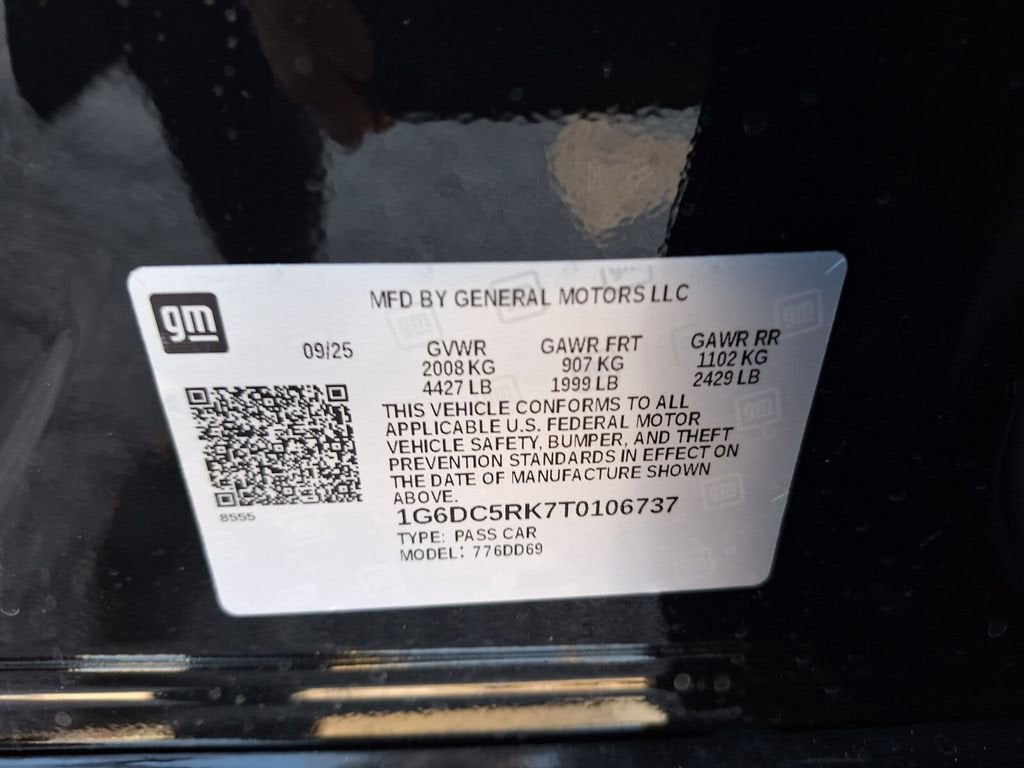 gm
MFD BY GENERAL MOTORS LLC
09/25
GVWR
2008 KG
4427 LB
GAWR FRT
907 KG
1999 LB
GAWR RR
1102 KG
2429 LB
THIS VEHICLE CONFORMS TO ALL
APPLICABLE U.S. FEDERAL MOTOR
VEHICLE SAFETY, BUMPER, AND THEFT
PREVENTION STANDARDS IN EFFECT ON
THE DATE OF MANUFACTURE SHOWN
ABOVE.
8555
1G6DC5RK7T0106737
TYPE: PASS CAR
MODEL: 776DD69